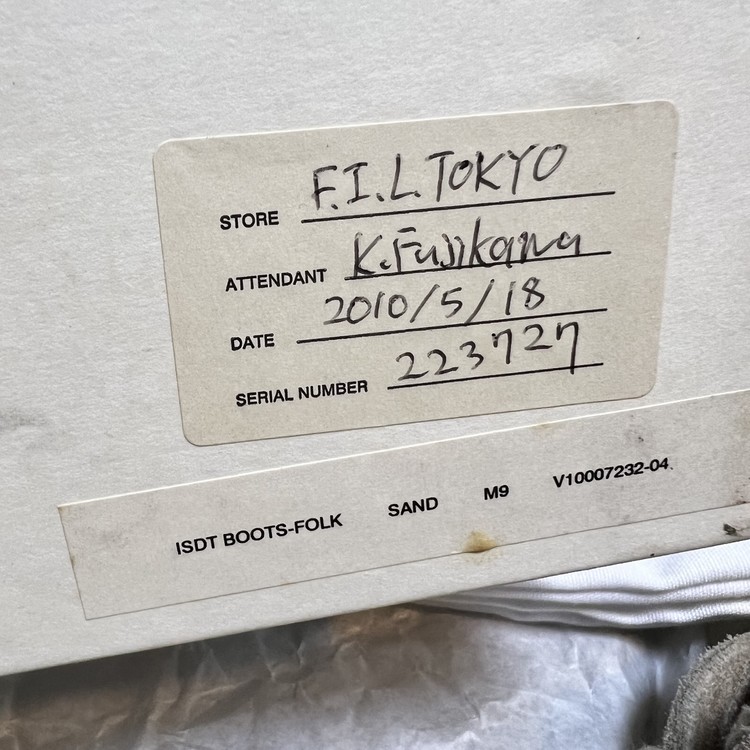 STORE F.I.L. TOKYO
ATTENDANT K.Fujikawa
DATE 2010/5/18
SERIAL NUMBER 223727
ISDT BOOTS-FOLK SAND M9 V10007232-04